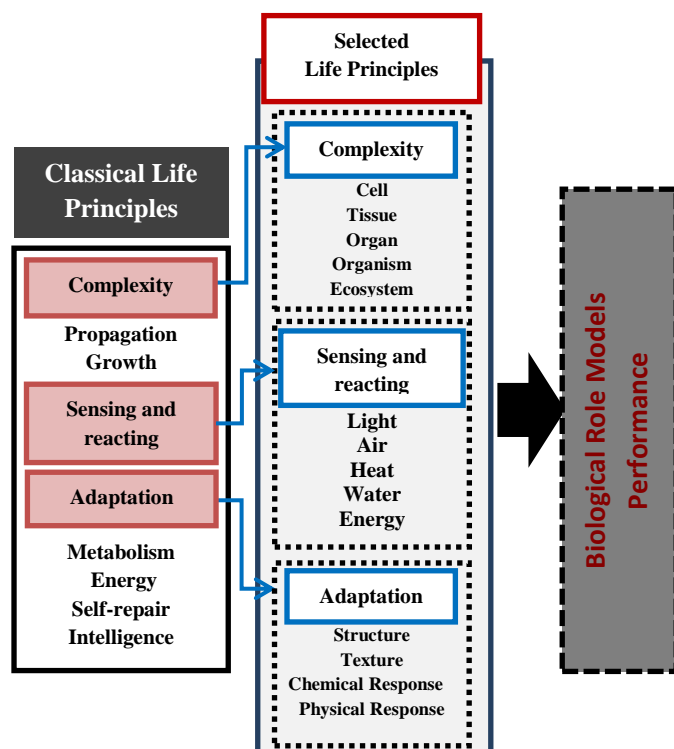 Classical Life
Principles
Complexity
Propagation
Growth
Sensing and
reacting
Adaptation
Metabolism
Energy
Self-repair
Intelligence
Selected
Life Principles
Complexity
Cell
Tissue
Organ
Organism
Ecosystem
Sensing and
reacting
Light
Air
Heat
Water
Energy
Adaptation
Structure
Texture
Chemical Response
Physical Response
Biological Role Models
Performance